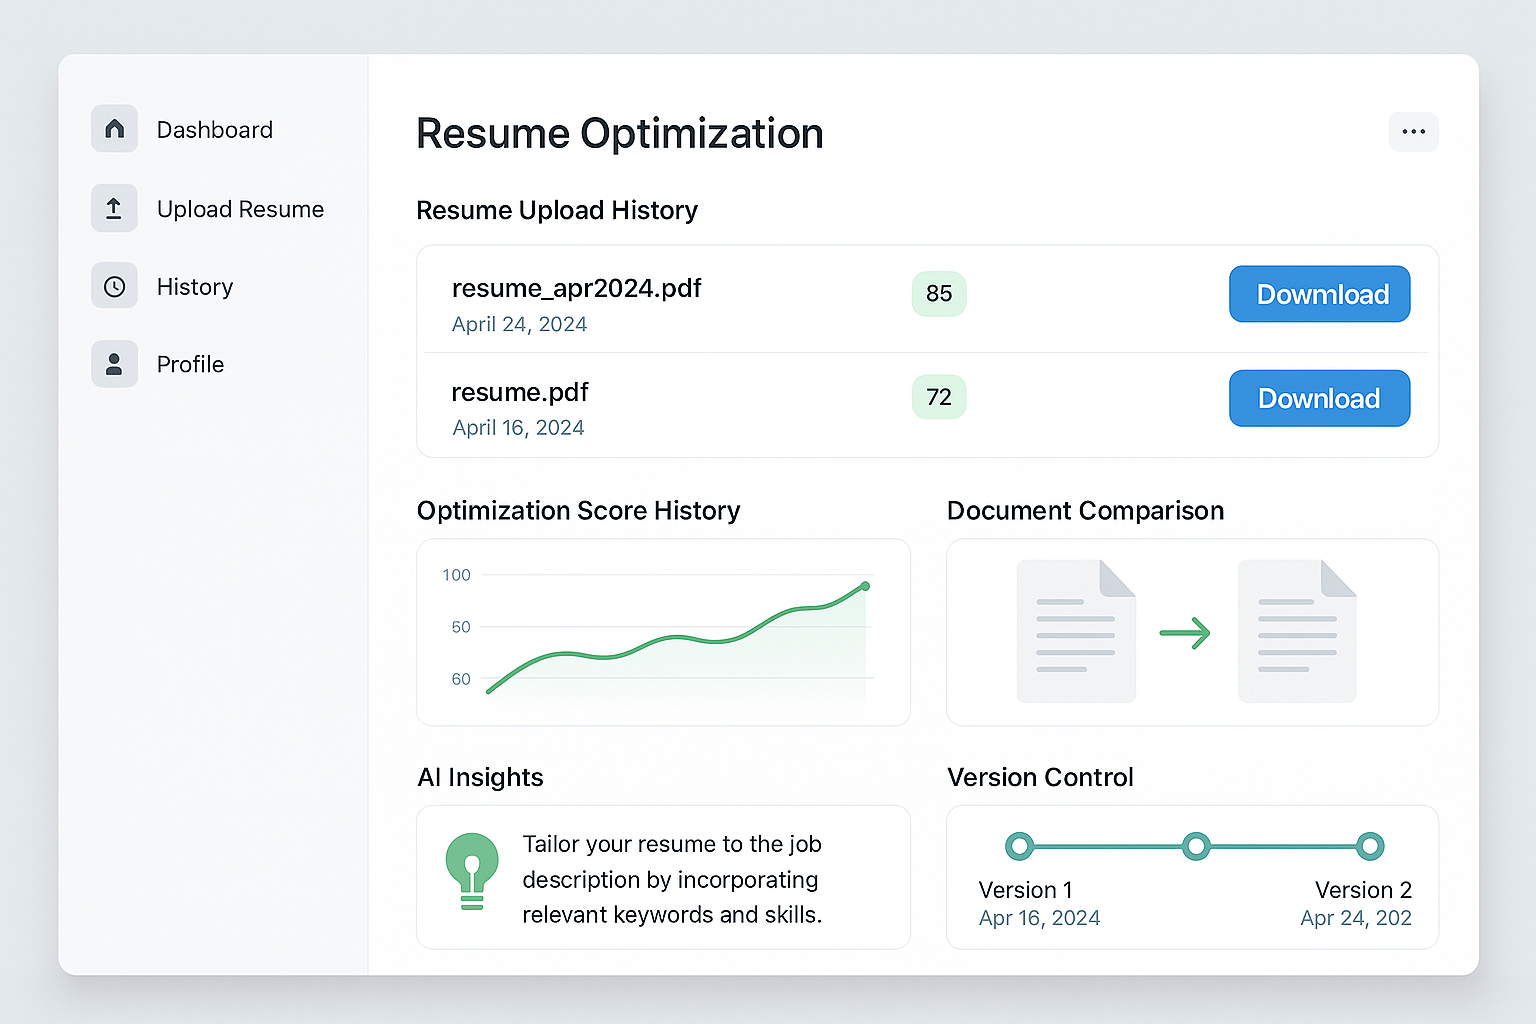 Dashboard
Upload Resume
History
Profile
Resume Optimization
Resume Upload History
resume_apr2024.pdf
April 24, 2024
85
Dowmload
resume.pdf
April 16, 2024
72
Download
Optimization Score History
100
80
60
Document Comparison
AI Insights
Tailor your resume to the job
description by incorporating
relevant keywords and skills.
Version Control
Version 1
Apr 16, 2024
Version 2
Apr 24, 202